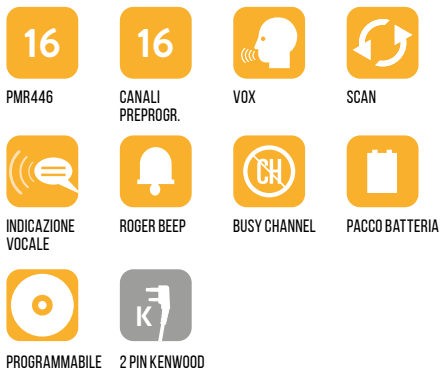 16 16
PMR446 CANALI PREPROGR. VOX SCAN
CH
INDICAZIONE VOCALE ROGER BEEP BUSY CHANNEL PACCO BATTERIA
K
PROGRAMMABILE 2 PIN KENWOOD